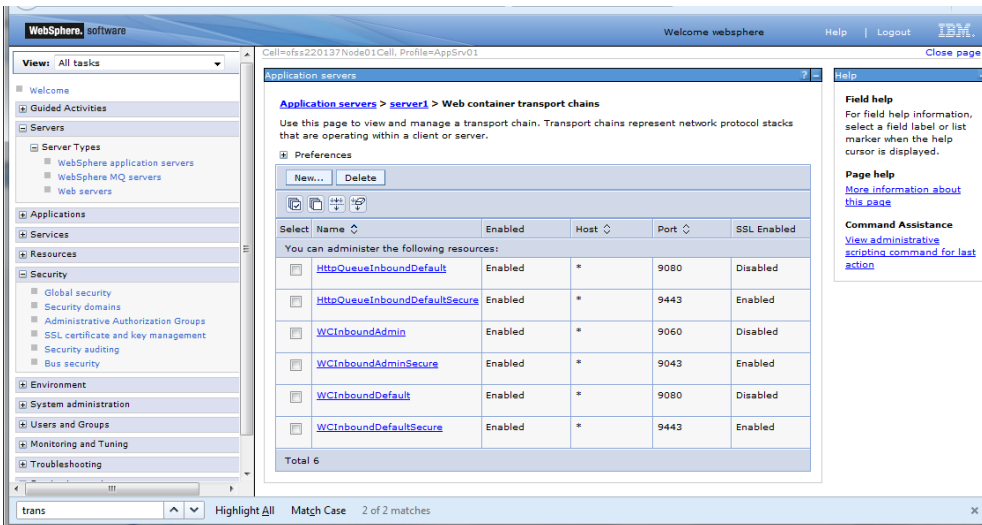 WebSphere. software
Welcome websphere
Help | Logout
IBM.
Cell=ofss220137Node01Cell, Profile=AppSrv01
Close page
View: All tasks
Welcome
Guided Activities
Servers
Server Types
WebSphere application servers
WebSphere MQ servers
Web servers
Applications
Services
Resources
Security
Global security
Security domains
Administrative Authorization Groups
SSL certificate and key management
Security auditing
Bus security
Environment
System administration
Users and Groups
Monitoring and Tuning
Troubleshooting
Application servers
? -
Application servers > server1 > Web container transport chains
Use this page to view and manage a transport chain. Transport chains represent network protocol stacks
that are operating within a client or server.
Preferences
New... Delete
Select Name Enabled Host Port SSL Enabled
You can administer the following resources:
HttpQueueInboundDefault Enabled * 9080 Disabled
HttpQueueInboundDefaultSecure Enabled * 9443 Enabled
WCInboundAdmin Enabled * 9060 Disabled
WCInboundAdminSecure Enabled * 9043 Enabled
WCInboundDefault Enabled * 9080 Disabled
WCInboundDefaultSecure Enabled * 9443 Enabled
Total 6
Help
Field help
For field help information,
select a field label or list
marker when the help
cursor is displayed.
Page help
More information about
this page
Command Assistance
View administrative
scripting command for last
action
trans
Highlight All Match Case 2 of 2 matches